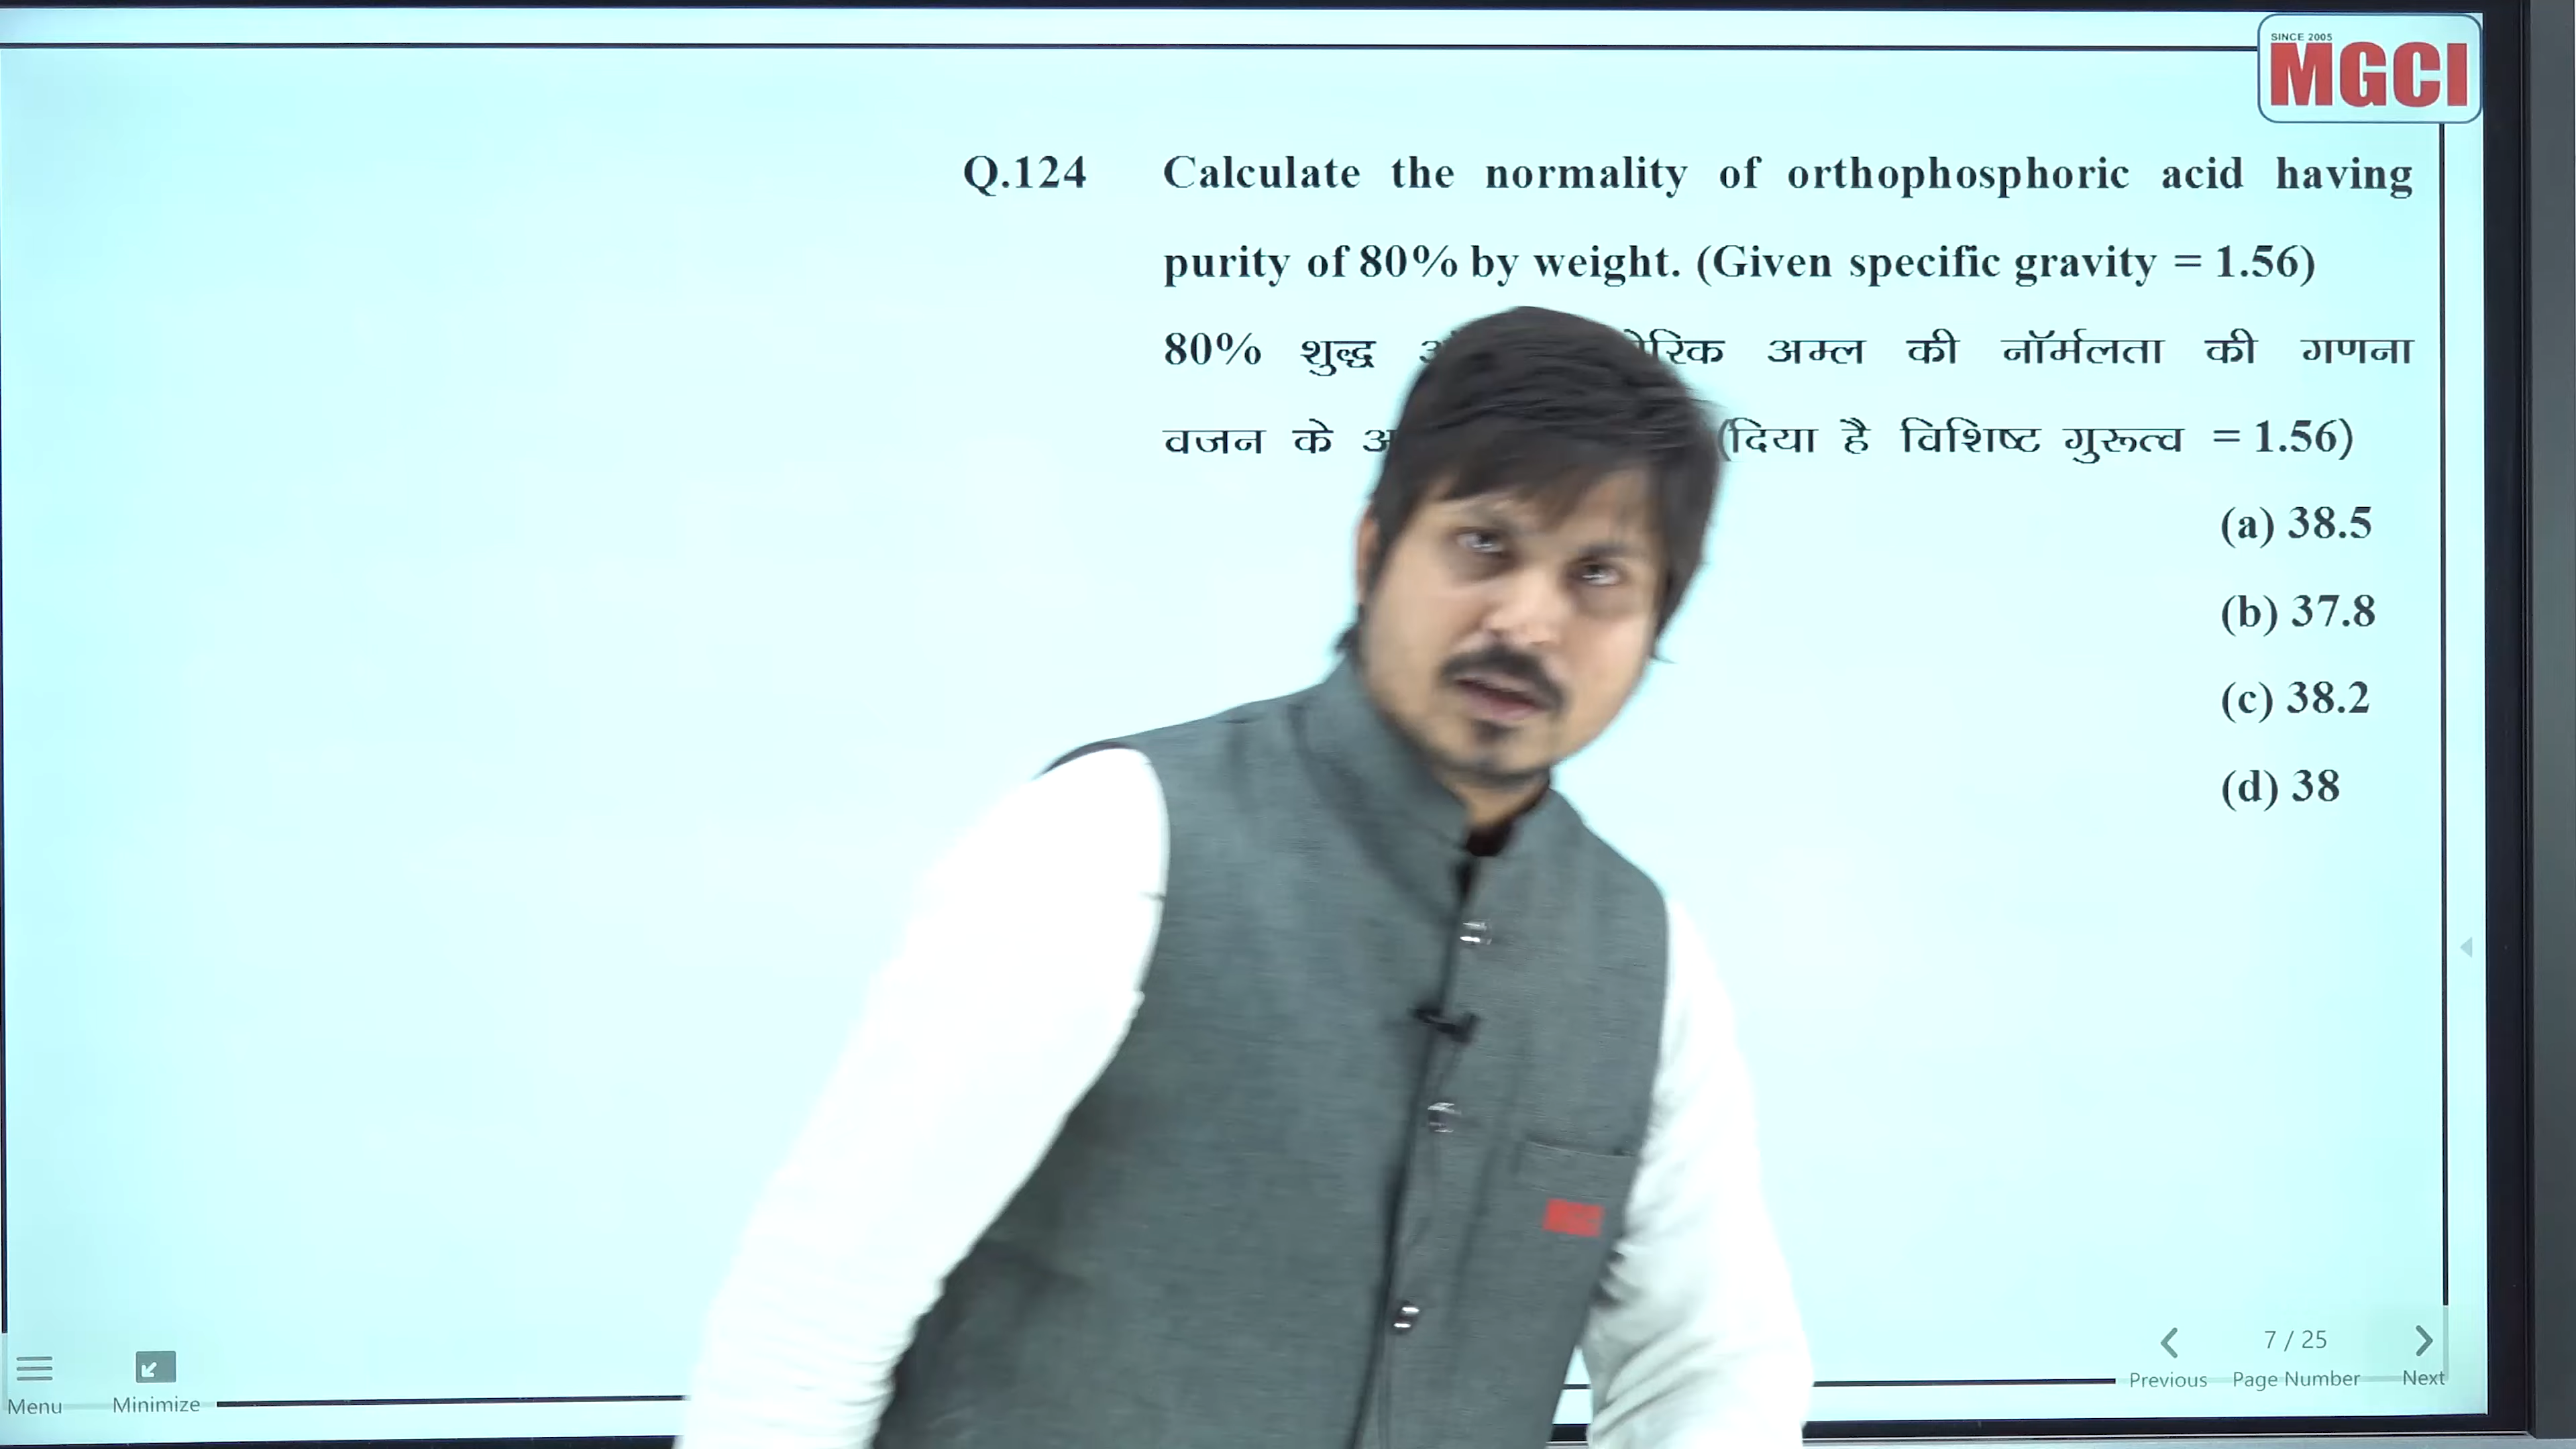 SINCE 2005
MGCI
Q.124 Calculate the normality of orthophosphoric acid having
purity of 80% by weight. (Given specific gravity = 1.56)
80% शुद्ध रिक अम्ल की नॉर्मलता की गणना
वजन के (दिया है विशिष्ट गुरूत्व = 1.56)
(a) 38.5
(b) 37.8
(c) 38.2
(d) 38
Menu
Minimize
7 / 25
Previous Page Number Next